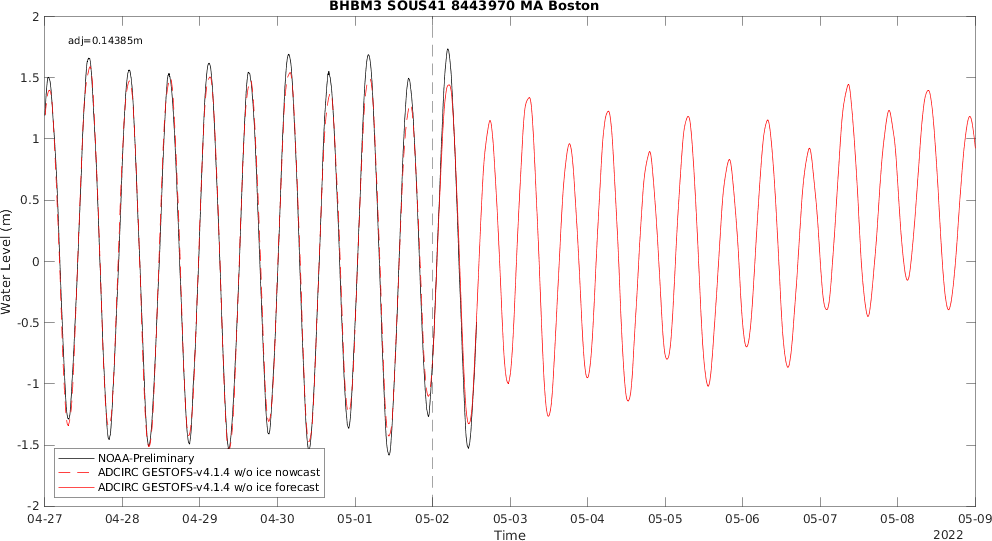 BHBM3 SOUS41 8443970 MA Boston
adj=0.14385m
2
1.5
1
0.5
0
-0.5
-1
-1.5
-2
Water Level (m)
NOAA-Preliminary
ADCIRC GESTOFS-v4.1.4 w/o ice nowcast
ADCIRC GESTOFS-v4.1.4 w/o ice forecast
04-27 04-28 04-29 04-30 05-01 05-02 05-03 05-04 05-05 05-06 05-07 05-08 05-09
Time
2022